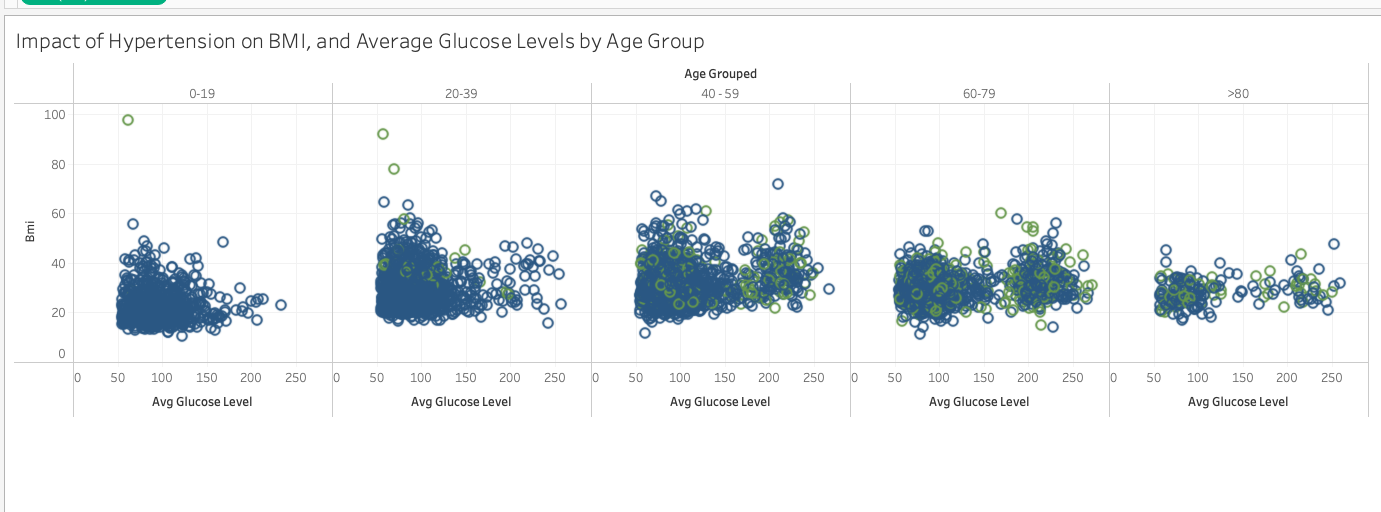 Impact of Hypertension on BMI, and Average Glucose Levels by Age Group
Age Grouped
0-19 20-39 40 - 59 60-79 >80
100
80
60
Bmi
40
20
0
0 50 100 150 200 250 0 50 100 150 200 250 0 50 100 150 200 250 0 50 100 150 200 250 0 50 100 150 200 250
Avg Glucose Level Avg Glucose Level Avg Glucose Level Avg Glucose Level Avg Glucose Level